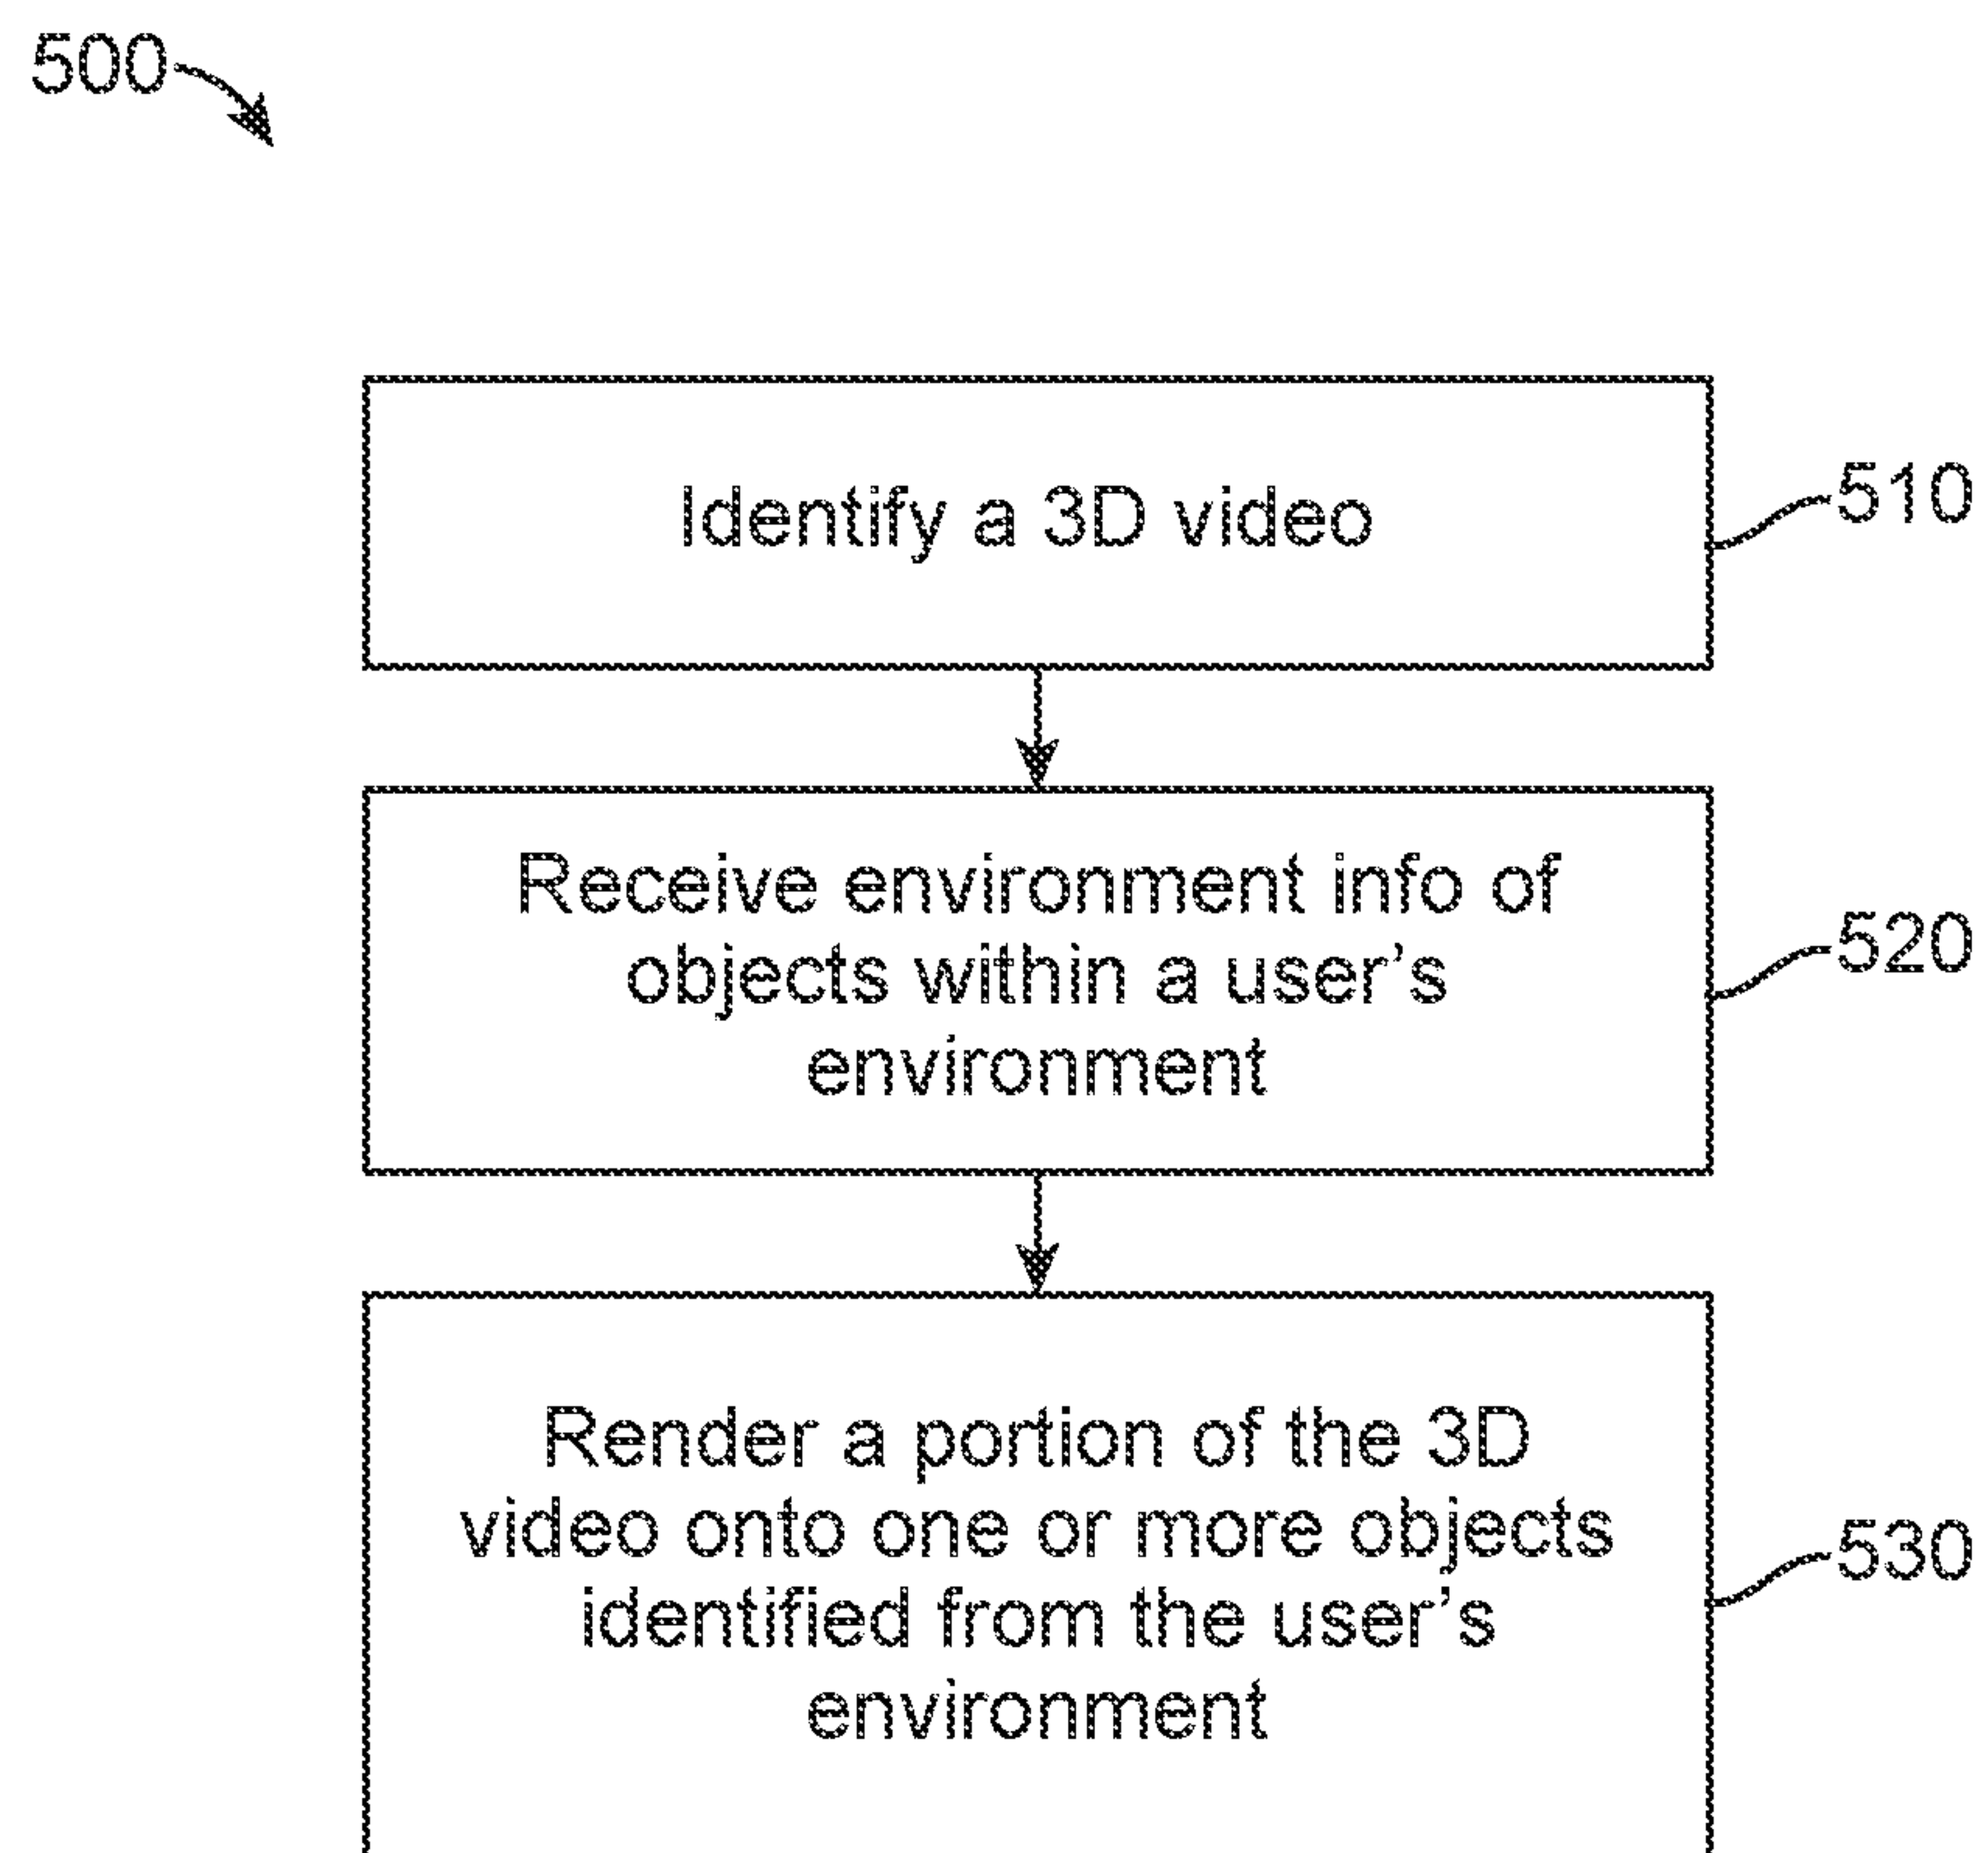 500
Identify a 3D video
510
Receive environment info of
objects within a user's
environment
520
Render a portion of the 3D
video onto one or more objects
identified from the user's
environment
530